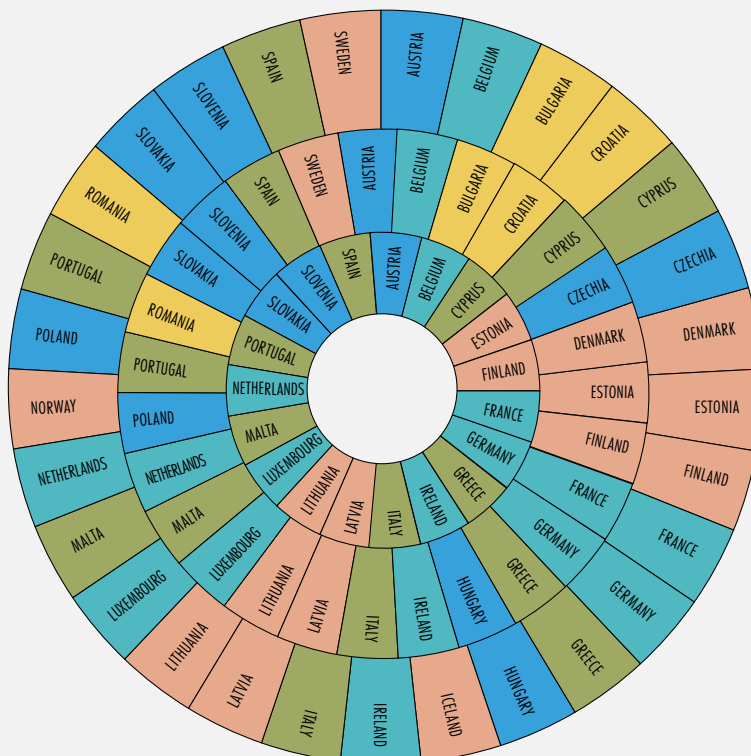 AUSTRIA
BELGIUM
BULGARIA
CROATIA
CYPRUS
CZECHIA
DENMARK
ESTONIA
FINLAND
FRANCE
GERMANY
GREECE
HUNGARY
ICELAND
IRELAND
ITALY
LATVIA
LITHUANIA
LUXEMBOURG
MALTA
NETHERLANDS
NORWAY
POLAND
PORTUGAL
ROMANIA
SLOVAKIA
SLOVENIA
SPAIN
SWEDEN
AUSTRIA
BELGIUM
BULGARIA
CROATIA
CYPRUS
CZECHIA
DENMARK
ESTONIA
FINLAND
FRANCE
GERMANY
GREECE
HUNGARY
IRELAND
ITALY
LATVIA
LITHUANIA
LUXEMBOURG
MALTA
NETHERLANDS
POLAND
PORTUGAL
ROMANIA
SLOVAKIA
SLOVENIA
SPAIN
SWEDEN
AUSTRIA
BELGIUM
CYPRUS
ESTONIA
FINLAND
FRANCE
GERMANY
GREECE
IRELAND
ITALY
LATVIA
LITHUANIA
LUXEMBOURG
MALTA
NETHERLANDS
PORTUGAL
SLOVAKIA
SLOVENIA
SPAIN